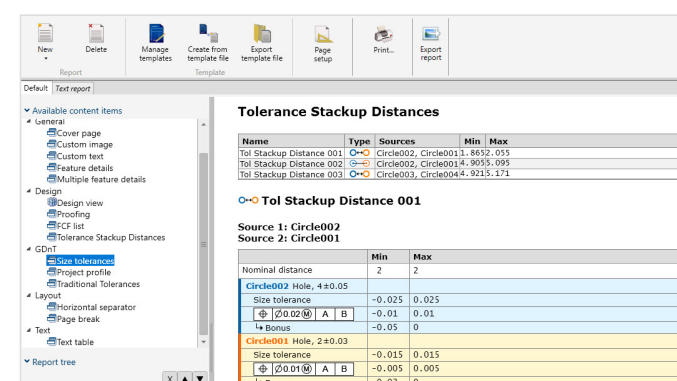 New
Delete
Manage templates
Create from template file
Export template file
Page setup
Print...
Export report
Report
Template
Default
Text report
Available content items
General
Cover page
Custom image
Custom text
Feature details
Multiple feature details
Design
Design view
Proofing
FCF list
Tolerance Stackup Distances
GDnT
Size tolerances
Project profile
Traditional Tolerances
Layout
Horizontal separator
Page break
Text
Text table
Report tree
X
Tolerance Stackup Distances
Name Type Sources Min Max
Tol Stackup Distance 001 Circle002, Circle001 1.865 2.055
Tol Stackup Distance 002 Circle002, Circle001 4.905 5.095
Tol Stackup Distance 003 Circle003, Circle004 4.921 5.171
Tol Stackup Distance 001
Source 1: Circle002
Source 2: Circle001
Min Max
Nominal distance 2 2
Circle002 Hole, 4±0.05
Size tolerance -0.025 0.025
⌖ Ø0.02Ⓜ A B -0.01 0.01
Bonus -0.05 0
Circle001 Hole, 2±0.03
Size tolerance -0.015 0.015
⌖ Ø0.01Ⓜ A B -0.005 0.005